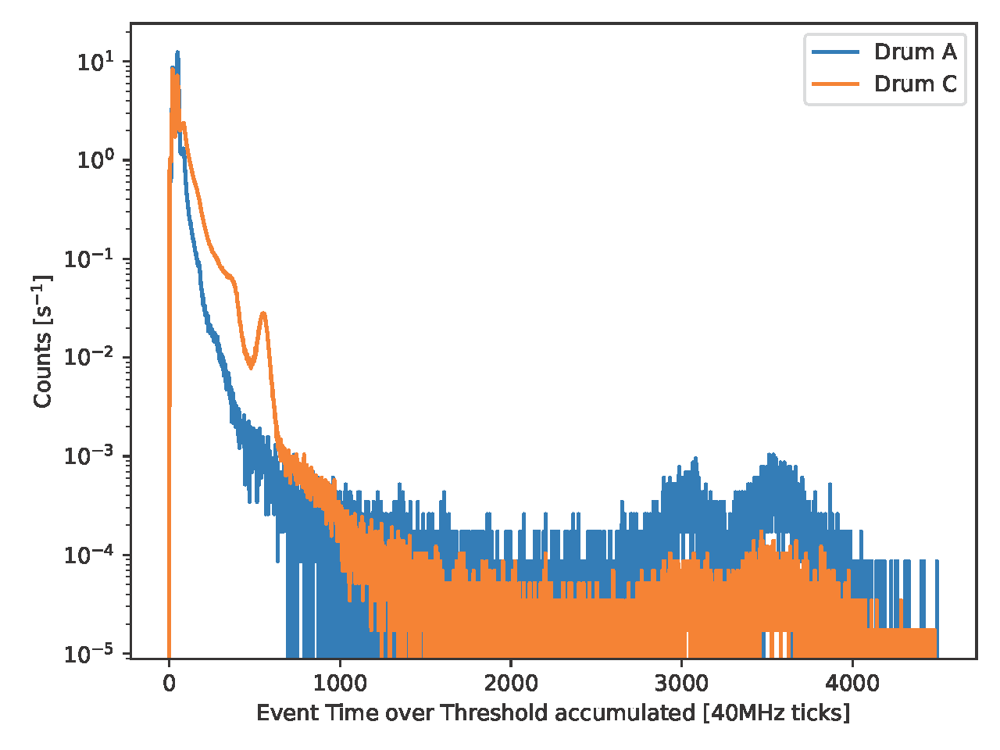 Drum A
Drum C
Counts [s⁻¹]
10¹
10⁰
10⁻¹
10⁻²
10⁻³
10⁻⁴
10⁻⁵
0 1000 2000 3000 4000
Event Time over Threshold accumulated [40MHz ticks]